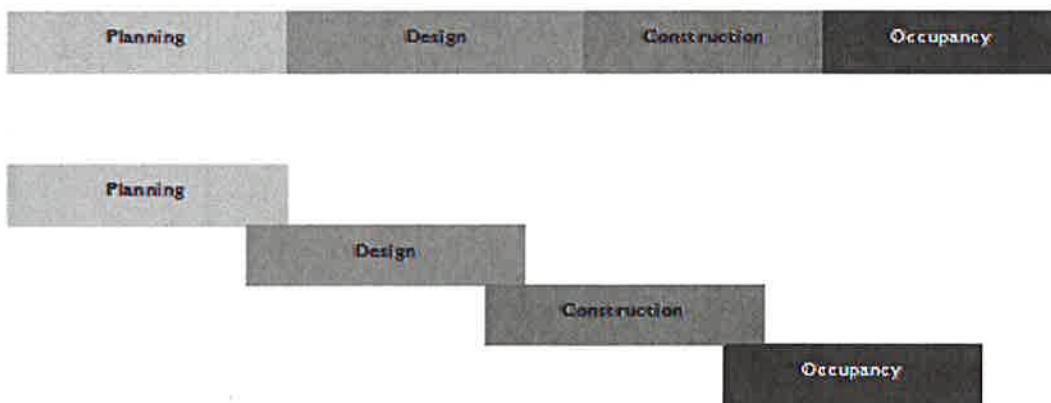 Planning Design Construction Occupancy
Planning
Design
Construction
Occupancy